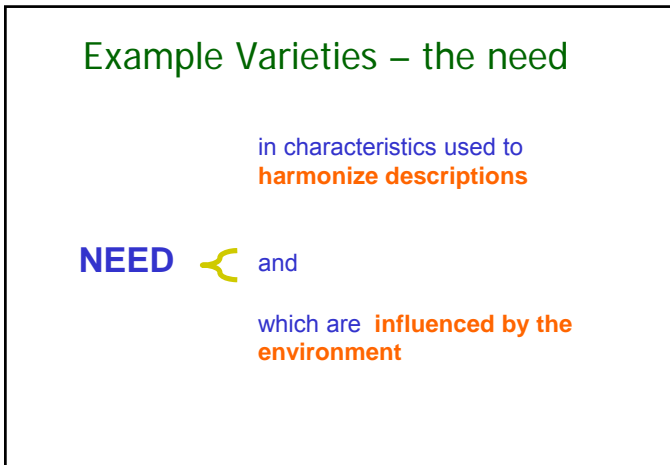 Example Varieties – the need
in characteristics used to
harmonize descriptions
NEED
and
which are influenced by the
environment